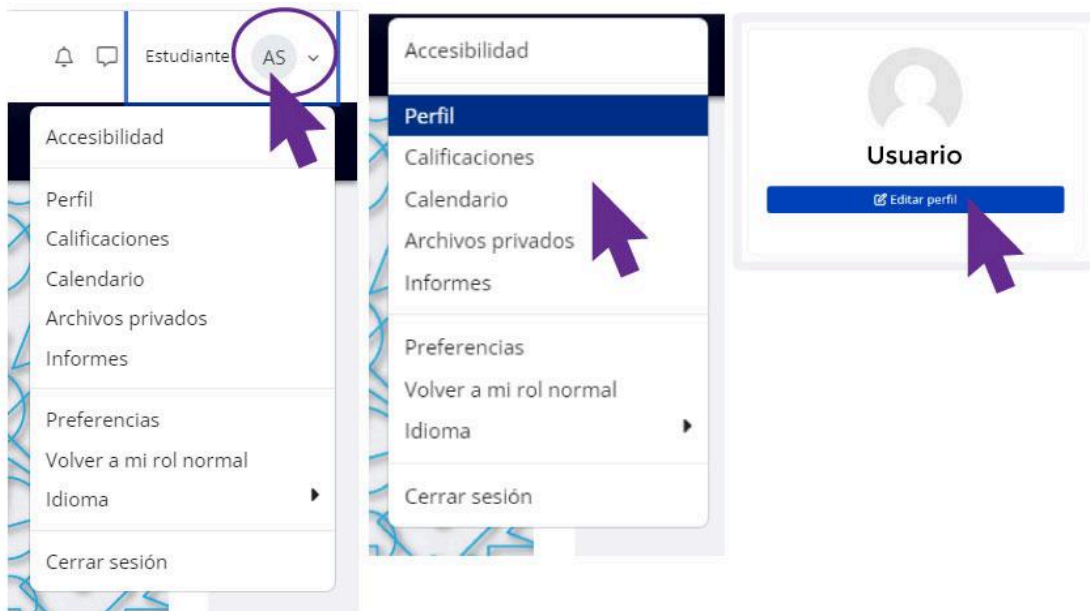 Estudiante AS
Accesibilidad
Perfil
Calificaciones
Calendario
Archivos privados
Informes
Preferencias
Volver a mi rol normal
Idioma
Cerrar sesión
Accesibilidad
Perfil
Calificaciones
Calendario
Archivos privados
Informes
Preferencias
Volver a mi rol normal
Idioma
Cerrar sesión
Usuario
Editar perfil